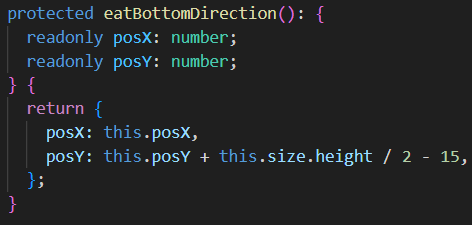 protected eatBottomDirection(): {
  readonly posX: number;
  readonly posY: number;
} {
  return {
    posX: this.posX,
    posY: this.posY + this.size.height / 2 - 15,
  };
}